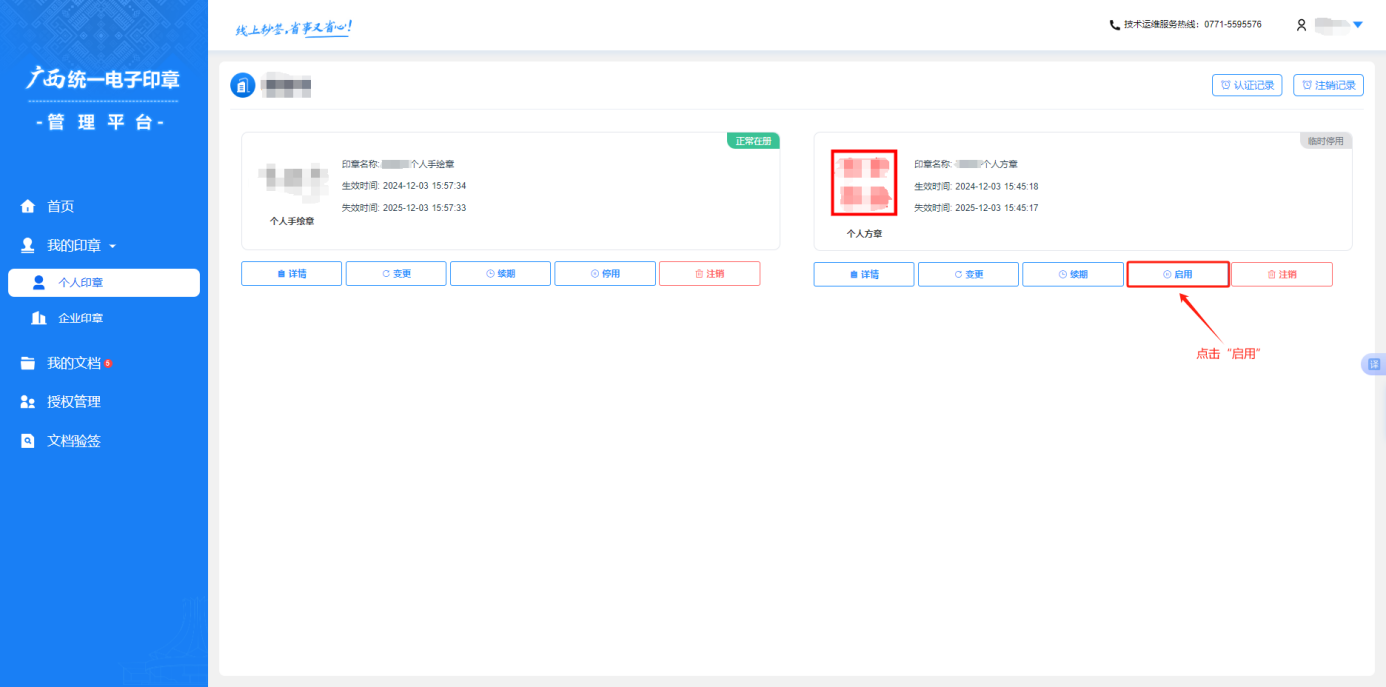 广西统一电子印章
-管 理 平 台-
首页
我的印章
个人印章
企业印章
我的文档 6
授权管理
文档验签
线上秒签,省事又省心!
技术运维服务热线: 0771-5595576
认证记录
注销记录
正常在册
印章名称: 个人手绘章
生效时间: 2024-12-03 15:57:34
失效时间: 2025-12-03 15:57:33
个人手绘章
详情
变更
续期
停用
注销
临时停用
印章名称: 个人方章
生效时间: 2024-12-03 15:45:18
失效时间: 2025-12-03 15:45:17
个人方章
详情
变更
续期
启用
注销
点击“启用”